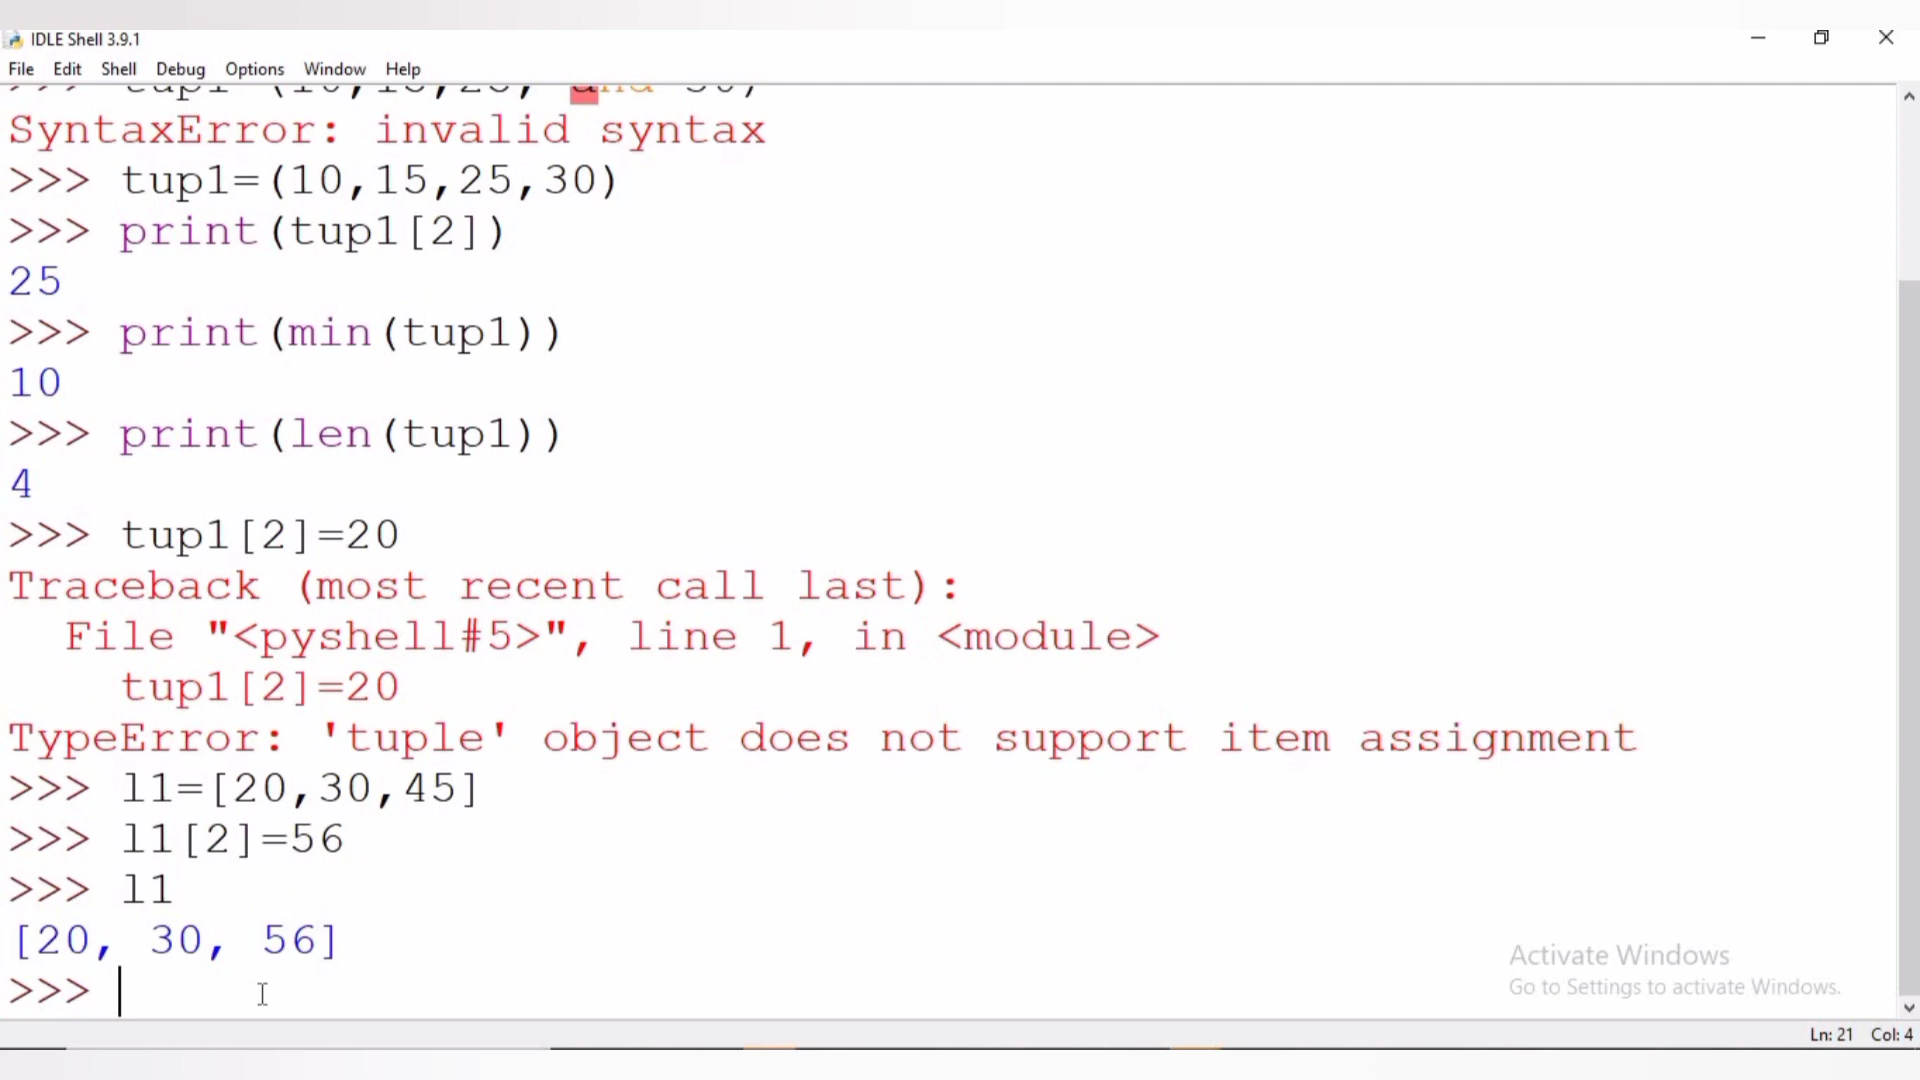 IDLE Shell 3.9.1
File Edit Shell Debug Options Window Help
SyntaxError: invalid syntax
>>> tup1=(10,15,25,30)
>>> print(tup1[2])
25
>>> print(min(tup1))
10
>>> print(len(tup1))
4
>>> tup1[2]=20
Traceback (most recent call last):
  File "<pyshell#5>", line 1, in <module>
    tup1[2]=20
TypeError: 'tuple' object does not support item assignment
>>> l1=[20,30,45]
>>> l1[2]=56
>>> l1
[20, 30, 56]
>>>
Activate Windows
Go to Settings to activate Windows.
Ln: 21 Col: 4